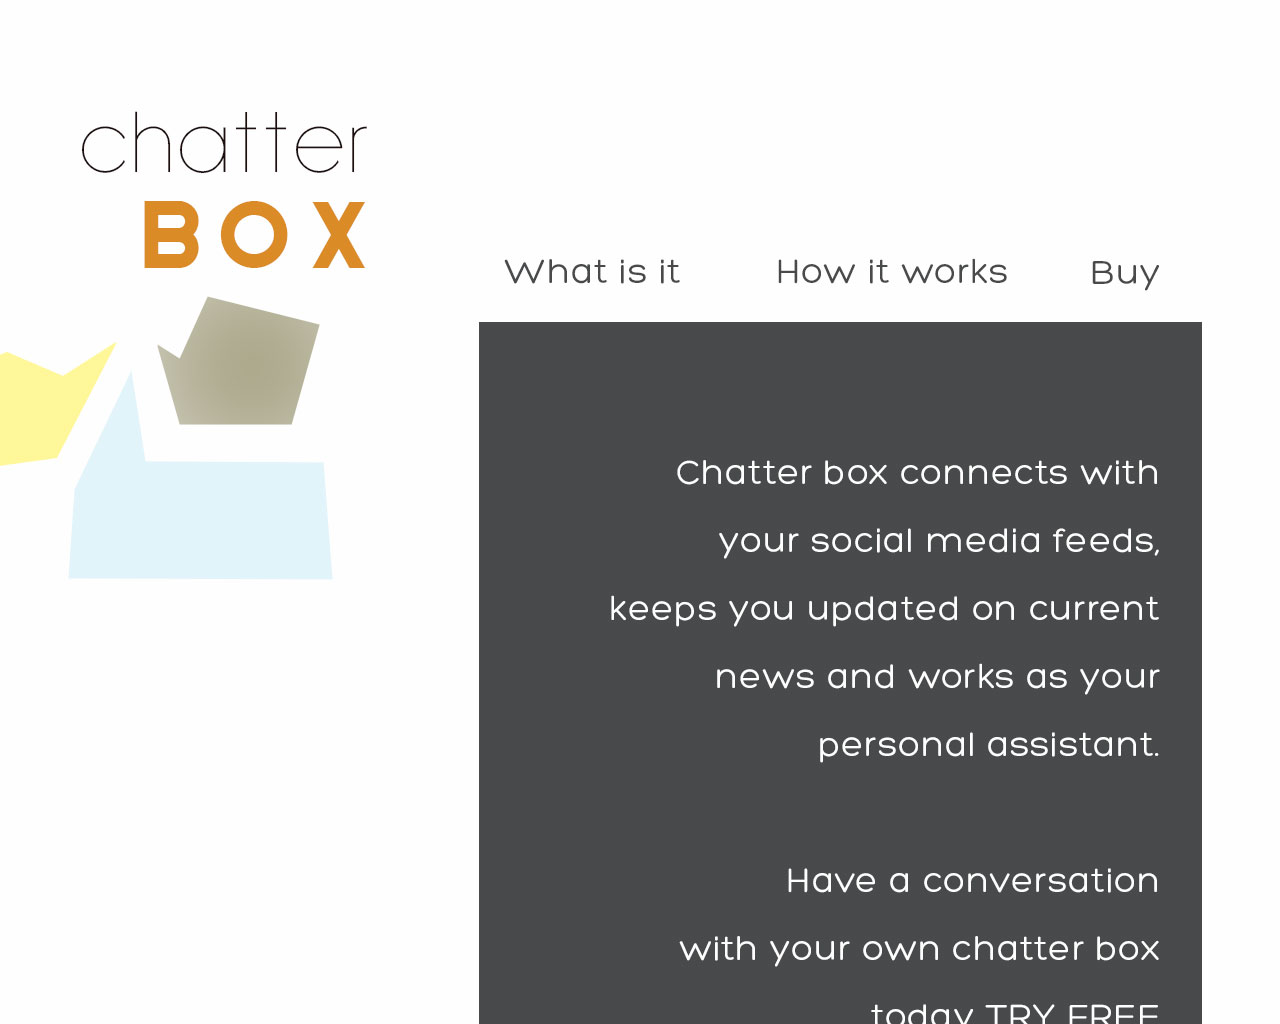 chatter
BOX
What is it How it works Buy
Chatter box connects with
your social media feeds,
keeps you updated on current
news and works as your
personal assistant.
Have a conversation
with your own chatter box
today TRY FREE